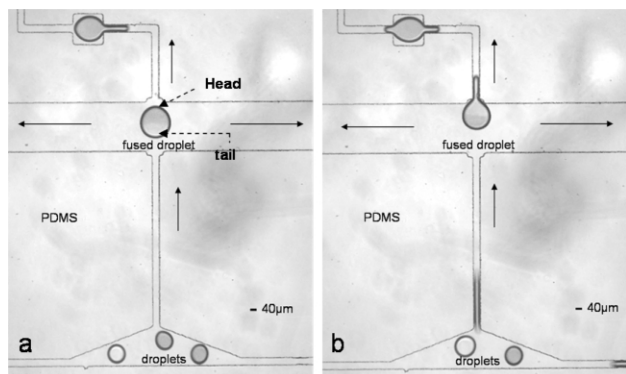 Head
fused droplet
tail
PDMS
40µm
a
droplets
fused droplet
PDMS
40µm
b
droplets